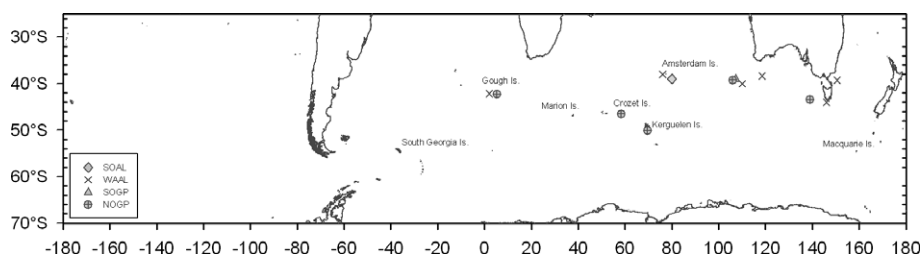 30°S
Amsterdam Is.
40°S
Gough Is.
Marion Is.
Crozet Is.
50°S
Kerguelen Is.
South Georgia Is.
Macquarie Is.
SOAL
60°S
WAAL
SOGP
NOGP
70°S
-180 -160 -140 -120 -100 -80 -60 -40 -20 0 20 40 60 80 100 120 140 160 180